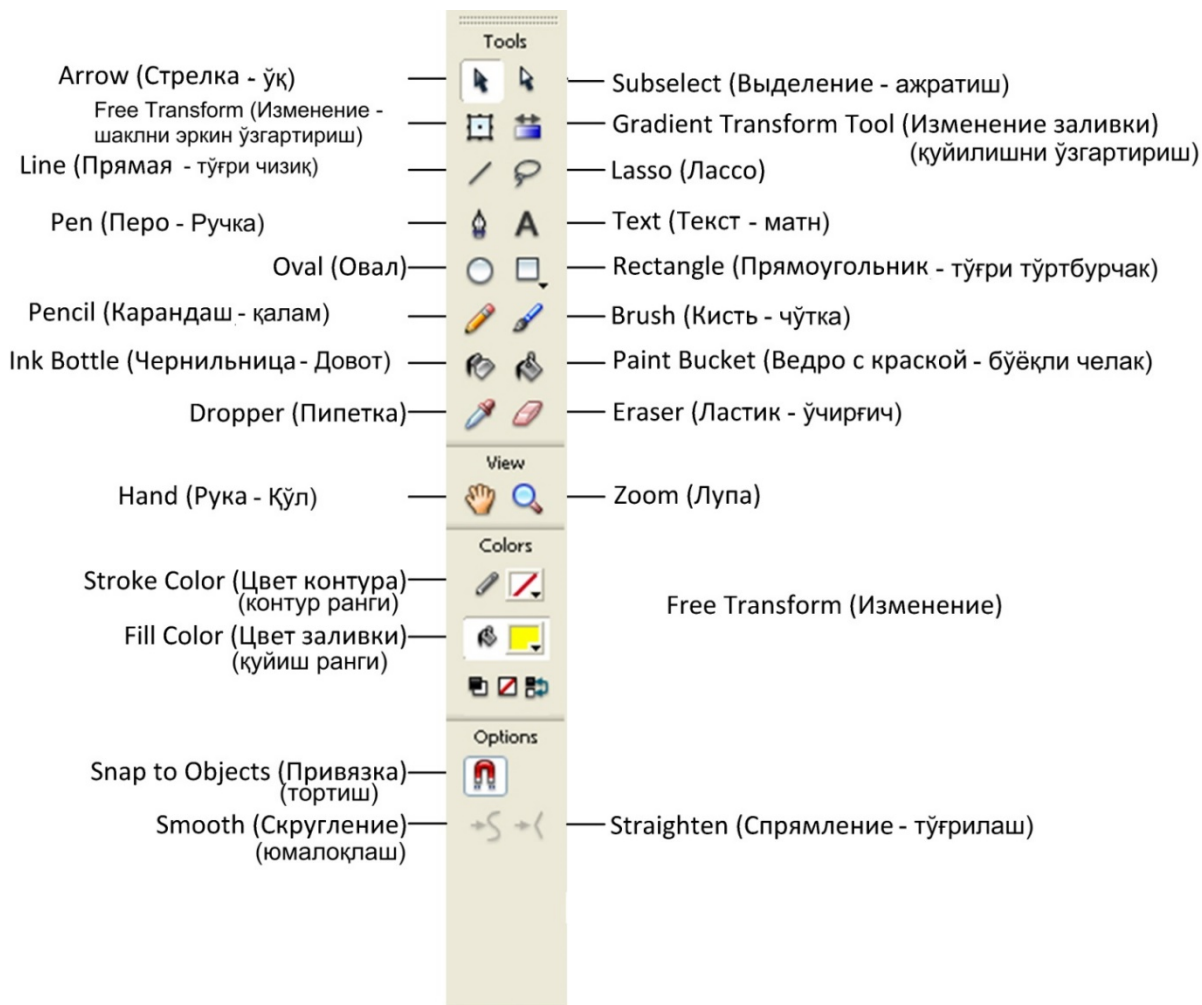 Tools
Arrow (Стрелка - ўқ)
Subselect (Выделение - ажратиш)
Free Transform (Изменение -
шаклни эркин ўзгартириш)
Gradient Transform Tool (Изменение заливки)
(қуйилишни ўзгартириш)
Line (Прямая - тўғри чизиқ)
Lasso (Лассо)
Pen (Перо - Ручка)
Text (Текст - матн)
Oval (Овал)
Rectangle (Прямоугольник - тўғри тўртбурчак)
Pencil (Карандаш - қалам)
Brush (Кисть - чўтка)
Ink Bottle (Чернильница - Довот)
Paint Bucket (Ведро с краской - бўёқли челак)
Dropper (Пипетка)
Eraser (Ластик - ўчирғич)
View
Hand (Рука - Қўл)
Zoom (Лупа)
Colors
Stroke Color (Цвет контура)
(контур ранги)
Free Transform (Изменение)
Fill Color (Цвет заливки)
(қуйиш ранги)
Options
Snap to Objects (Привязка)
(тортиш)
Smooth (Скругление)
(юмалоқлаш)
Straighten (Спрямление - тўғрилаш)